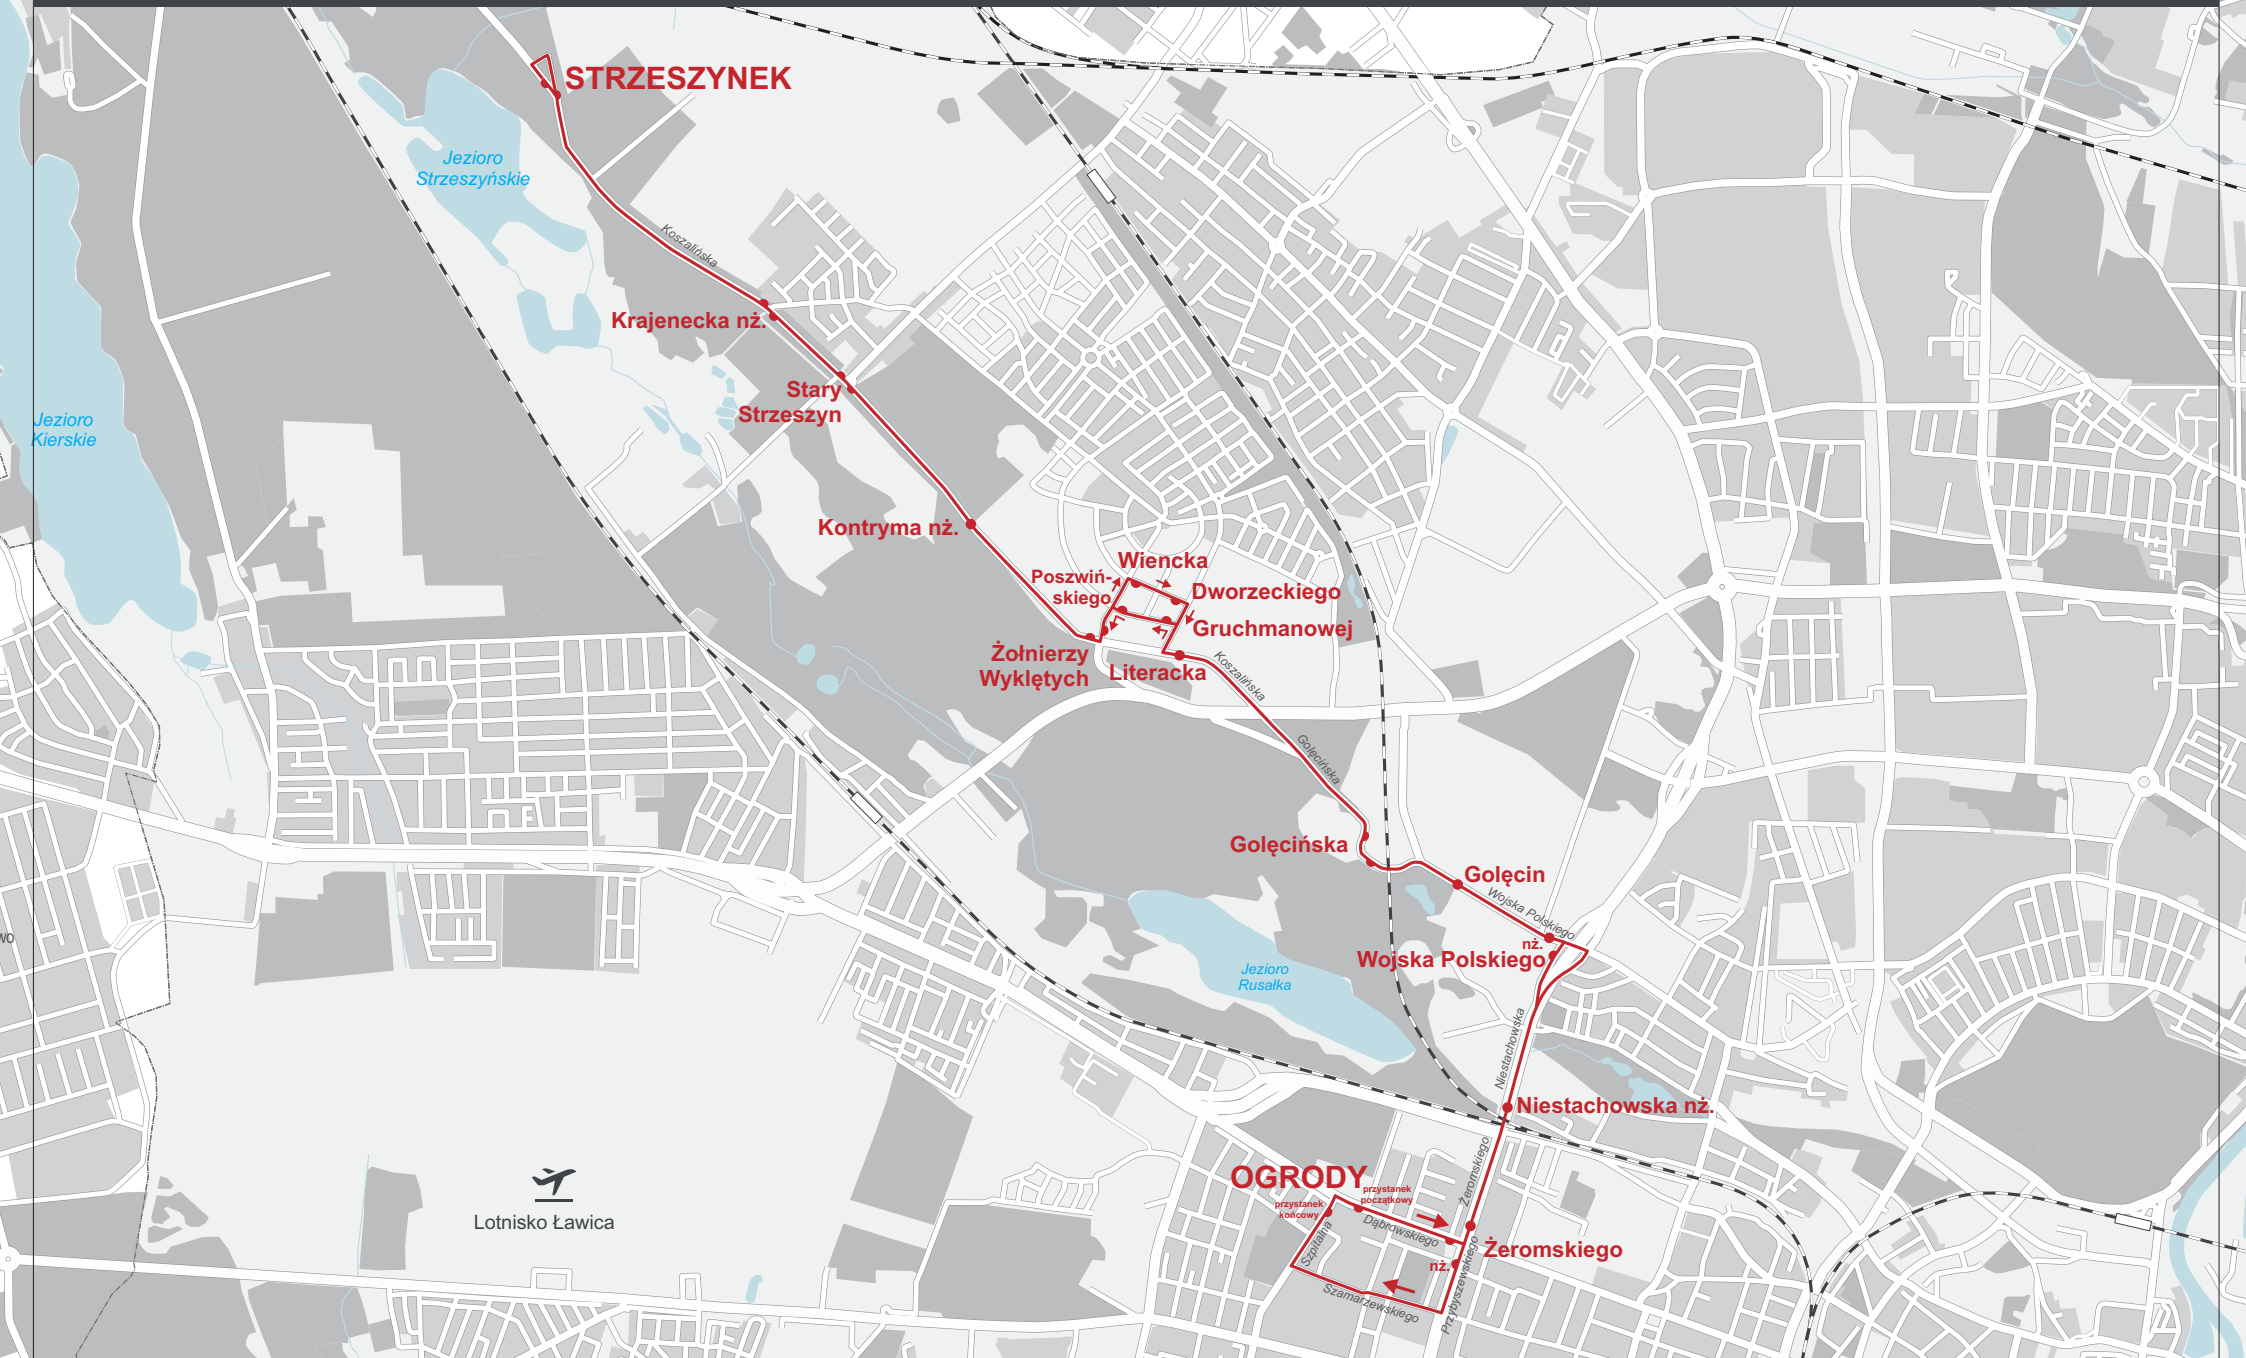 STRZESZYNEK
Jezioro
Strzeszyńskie
Koszalińska
Krajenecka nż.
Stary
Strzeszyn
Jezioro
Kierskie
Kontryma nż.
Wiencka
Poszwiń-
skiego
Dworzeckiego
Gruchmanowej
Żołnierzy
Wyklętych
Literacka
Koszalińska
Golęcińska
Golęcińska
Golęcin
Wojska Polskiego
nż.
Wojska Polskiego
Jezioro
Rusałka
Niestachowska
Niestachowska nż.
Żeromskiego
OGRODY
przystanek
końcowy
przystanek
początkowy
Dąbrowskiego
Szpitalna
Żeromskiego
nż.
Przybyszewskiego
Szamarzewskiego
Lotnisko Ławica
wo